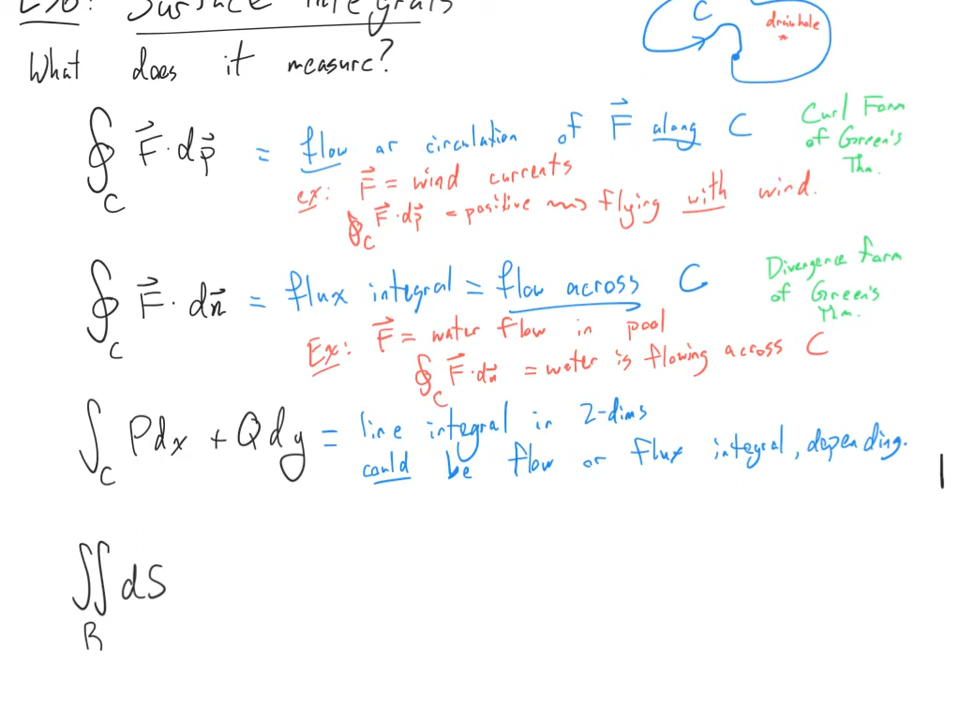 L30: Surface Integrals
What does it measure?
C
drainhole
*
∮_C F⃗ · dp⃗ = flow or circulation of F⃗ along C
Curl Form
of Green's
Thm.
ex: F⃗ = wind currents
∮_C F⃗ · dp⃗ = positive ⇝ flying with wind.
∮_C F⃗ · dn⃗ = flux integral = flow across C
Divergence form
of Green's
Thm.
Ex: F⃗ = water flow in pool
∮_C F⃗ · dn⃗ = water is flowing across C
∫_C Pdx + Qdy = line integral in 2-dims
could be flow or flux integral, depending.
∬_R dS